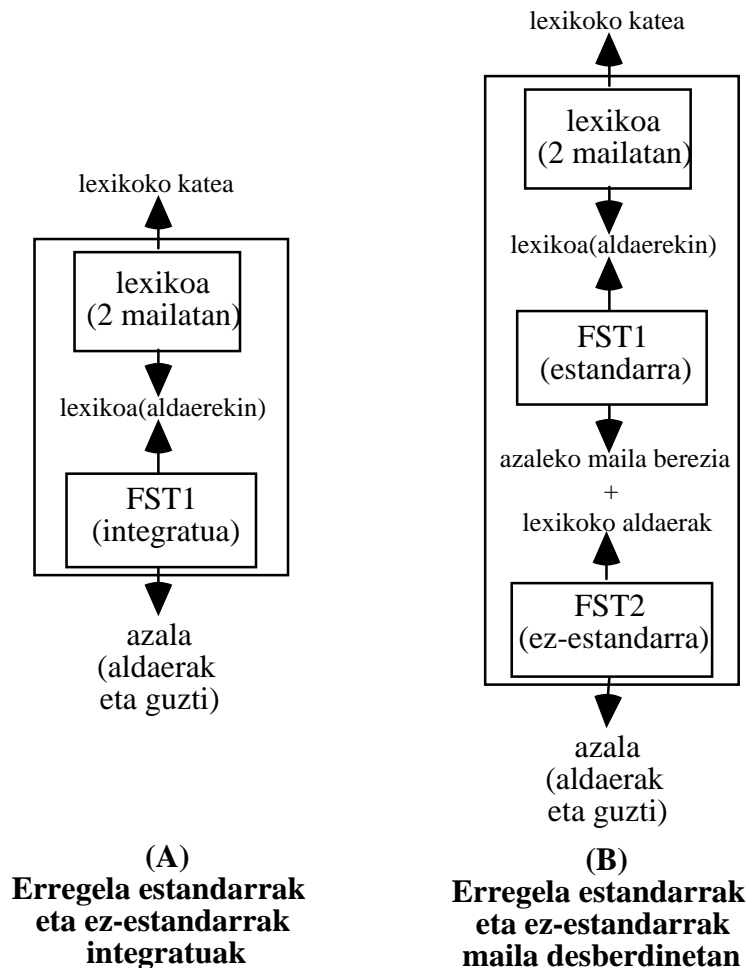 lexikoko katea
lexikoa
(2 mailatan)
lexikoa(aldaerekin)
FST1
(integratua)
azala
(aldaerak
eta guzti)
(A)
Erregela estandarrak
eta ez-estandarrak
integratuak
lexikoko katea
lexikoa
(2 mailatan)
lexikoa(aldaerekin)
FST1
(estandarra)
azaleko maila berezia
+
lexikoko aldaerak
FST2
(ez-estandarra)
azala
(aldaerak
eta guzti)
(B)
Erregela estandarrak
eta ez-estandarrak
maila desberdinetan